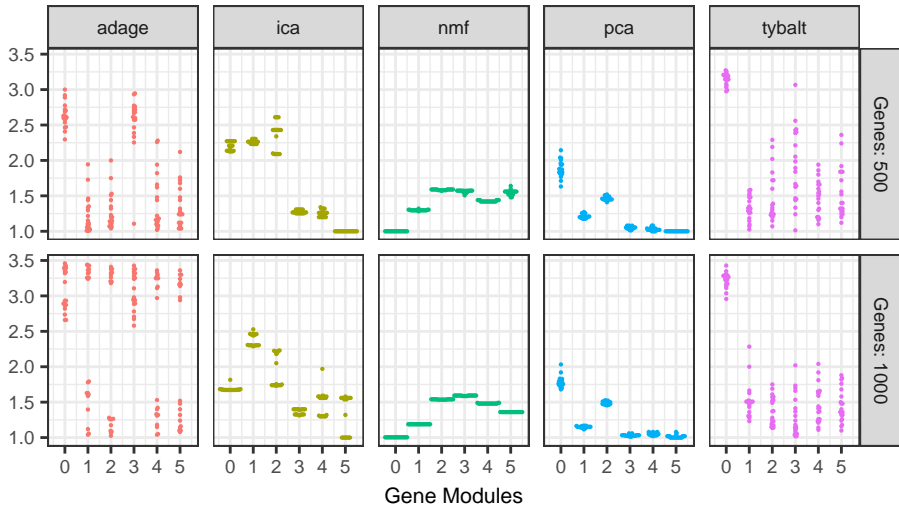 adage ica nmf pca tybalt
3.5
3.0
2.5
2.0
1.5
1.0
Genes: 500
3.5
3.0
2.5
2.0
1.5
1.0
Genes: 1000
0 1 2 3 4 5 0 1 2 3 4 5 0 1 2 3 4 5 0 1 2 3 4 5 0 1 2 3 4 5
Gene Modules